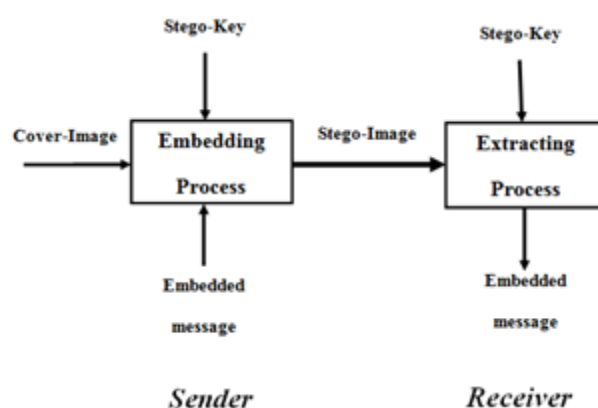 Stego-Key
Stego-Key
Cover-Image
Embedding
Process
Stego-Image
Extracting
Process
Embedded
message
Embedded
message
Sender
Receiver